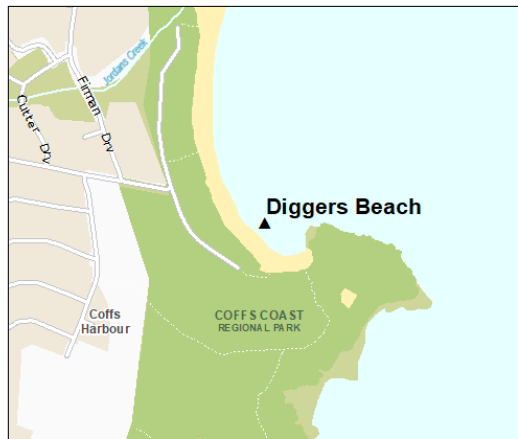 Jordans Creek
Firman Drv
Cutter Drv
Diggers Beach
COFFS COAST
REGIONAL PARK
Coffs
Harbour